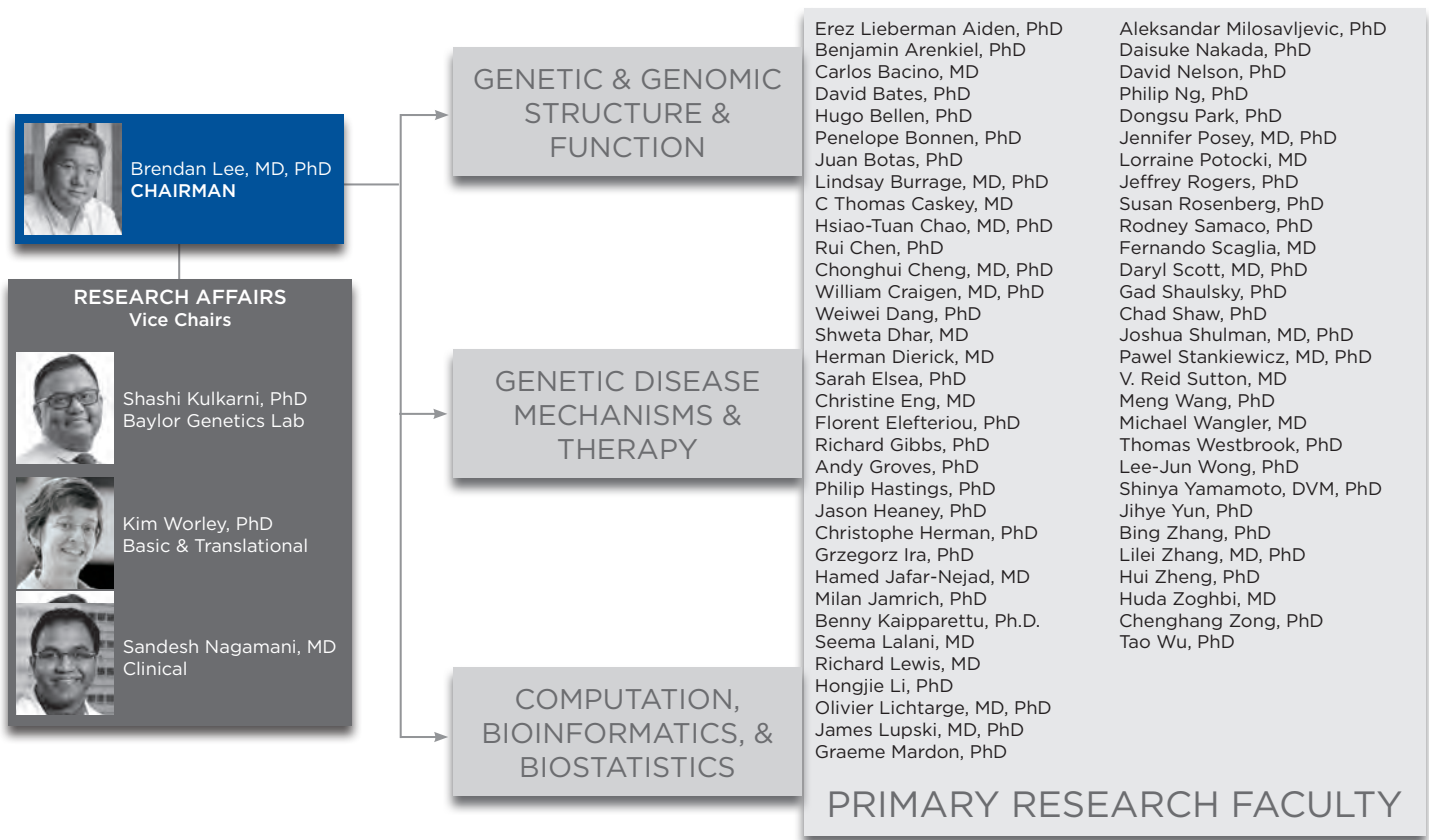 Brendan Lee, MD, PhD
CHAIRMAN
RESEARCH AFFAIRS
Vice Chairs
Shashi Kulkarni, PhD
Baylor Genetics Lab
Kim Worley, PhD
Basic & Translational
Sandesh Nagamani, MD
Clinical
GENETIC & GENOMIC
STRUCTURE &
FUNCTION
GENETIC DISEASE
MECHANISMS &
THERAPY
COMPUTATION,
BIOINFORMATICS, &
BIOSTATISTICS
Erez Lieberman Aiden, PhD
Benjamin Arenkiel, PhD
Carlos Bacino, MD
David Bates, PhD
Hugo Bellen, PhD
Penelope Bonnen, PhD
Juan Botas, PhD
Lindsay Burrage, MD, PhD
C Thomas Caskey, MD
Hsiao-Tuan Chao, MD, PhD
Rui Chen, PhD
Chonghui Cheng, MD, PhD
William Craigen, MD, PhD
Weiwei Dang, PhD
Shweta Dhar, MD
Herman Dierick, MD
Sarah Elsea, PhD
Christine Eng, MD
Florent Elefteriou, PhD
Richard Gibbs, PhD
Andy Groves, PhD
Philip Hastings, PhD
Jason Heaney, PhD
Christophe Herman, PhD
Grzegorz Ira, PhD
Hamed Jafar-Nejad, MD
Milan Jamrich, PhD
Benny Kaipparettu, Ph.D.
Seema Lalani, MD
Richard Lewis, MD
Hongjie Li, PhD
Olivier Lichtarge, MD, PhD
James Lupski, MD, PhD
Graeme Mardon, PhD
Aleksandar Milosavljevic, PhD
Daisuke Nakada, PhD
David Nelson, PhD
Philip Ng, PhD
Dongsu Park, PhD
Jennifer Posey, MD, PhD
Lorraine Potocki, MD
Jeffrey Rogers, PhD
Susan Rosenberg, PhD
Rodney Samaco, PhD
Fernando Scaglia, MD
Daryl Scott, MD, PhD
Gad Shaulsky, PhD
Chad Shaw, PhD
Joshua Shulman, MD, PhD
Pawel Stankiewicz, MD, PhD
V. Reid Sutton, MD
Meng Wang, PhD
Michael Wangler, MD
Thomas Westbrook, PhD
Lee-Jun Wong, PhD
Shinya Yamamoto, DVM, PhD
Jihye Yun, PhD
Bing Zhang, PhD
Lilei Zhang, MD, PhD
Hui Zheng, PhD
Huda Zoghbi, MD
Chenghang Zong, PhD
Tao Wu, PhD
PRIMARY RESEARCH FACULTY